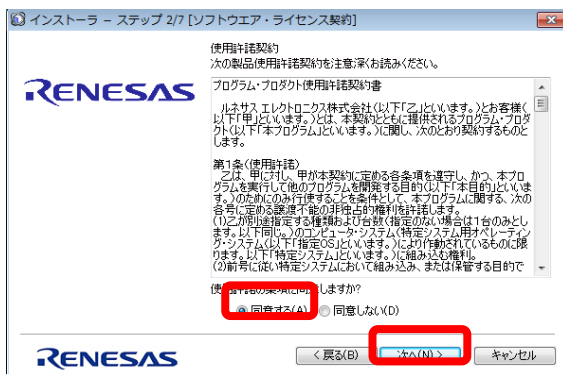 インストーラ － ステップ 2/7 [ソフトウエア・ライセンス契約]
使用許諾契約
次の製品使用許諾契約を注意深くお読みください。
RENESAS
プログラム・プロダクト使用許諾契約書
ルネサス エレクトロニクス株式会社(以下「乙」といいます。)とお客様(
以下「甲」といいます。)とは、本契約とともに提供されるプログラム・プロダ
クト(以下「本プログラム」といいます。)に関し、次のとおり契約するものと
します。
第1条(使用許諾)
乙は、甲に対し、甲が本契約に定める各条項を遵守し、かつ、本プロ
グラムを実行して他のプログラムを開発する目的(以下「本目的」といいま
す。)のためにのみ行使することを条件として、本プログラムに関する、次の
各号に定める譲渡不能の非独占的権利を許諾します。
(1)乙が別途指定する種類および台数(指定のない場合は1台のみとし
ます。以下同じ。)のコンピュータ・システム(特定システム用オペレーティン
グ・システム(以下「指定OS」といいます。)により作動されているものに限
ります。以下「特定システム」といいます。)に組み込む権利。
(2)前号に従い特定システムにおいて組み込み、または保管する目的で
使用許諾の条項に同意しますか?
同意する(A)
同意しない(D)
RENESAS
< 戻る(B)
次へ(N) >
キャンセル